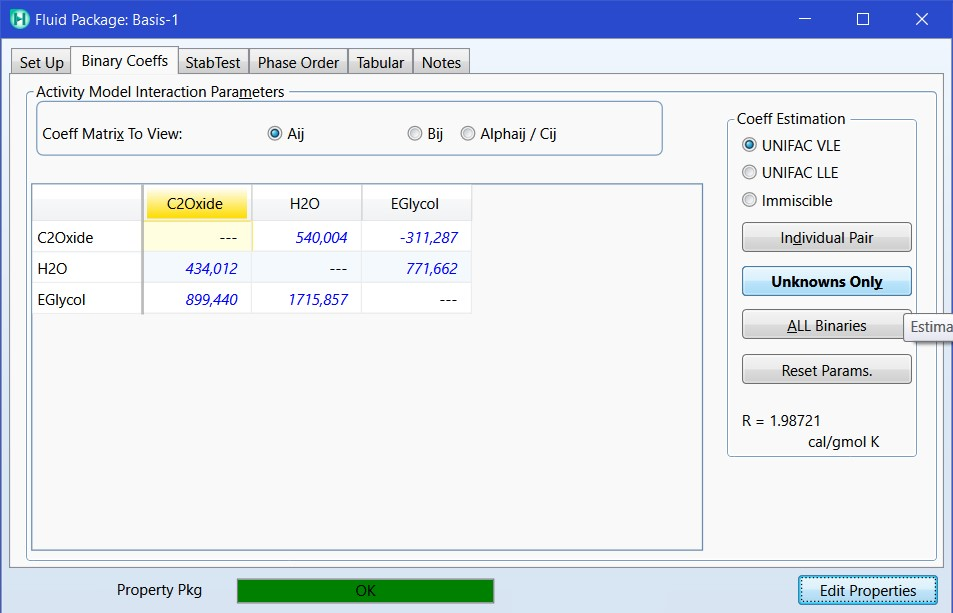 Fluid Package: Basis-1
Set Up Binary Coeffs StabTest Phase Order Tabular Notes
Activity Model Interaction Parameters
Coeff Matrix To View: Aij Bij Alphaij / Cij
C2Oxide H2O EGlycol
C2Oxide --- 540,004 -311,287
H2O 434,012 --- 771,662
EGlycol 899,440 1715,857 ---
Coeff Estimation
UNIFAC VLE
UNIFAC LLE
Immiscible
Individual Pair
Unknowns Only
ALL Binaries
Estima
Reset Params.
R = 1.98721
cal/gmol K
Property Pkg OK Edit Properties